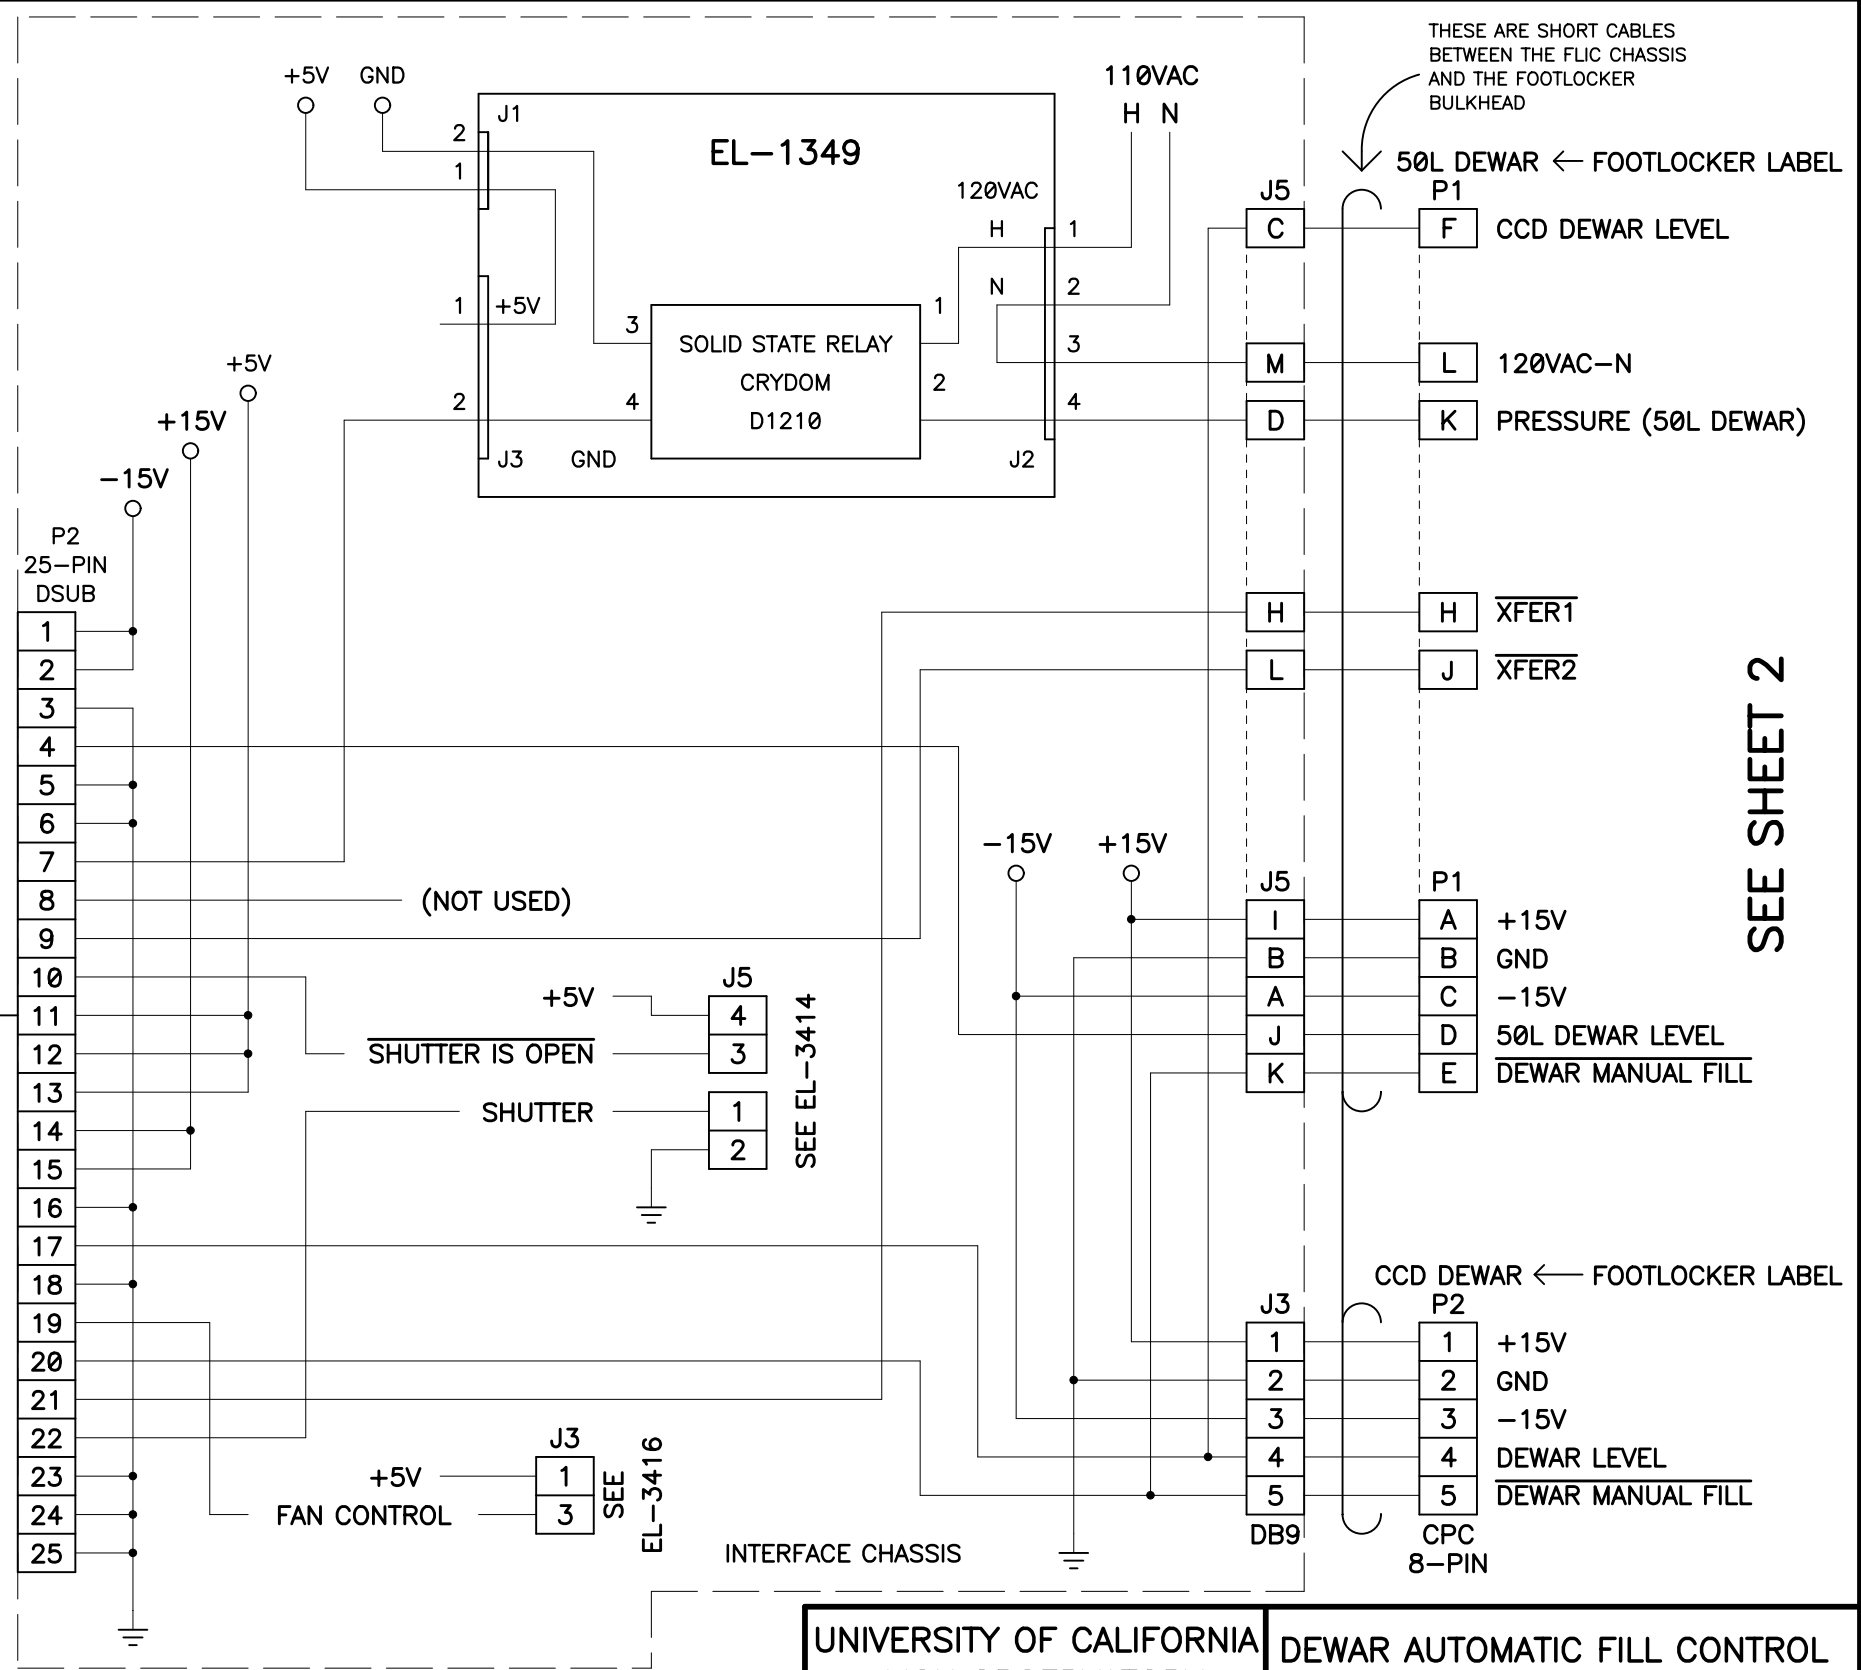 THESE ARE SHORT CABLES
BETWEEN THE FLIC CHASSIS
AND THE FOOTLOCKER
BULKHEAD
+5V GND
110VAC
H N
J1
EL-1349
2
1
120VAC
H
1
N
2
1
+5V
3
1
3
SOLID STATE RELAY
CRYDOM
D1210
2
4
2
4
J3
GND
J2
50L DEWAR ← FOOTLOCKER LABEL
J5 P1
C F CCD DEWAR LEVEL
M L 120VAC-N
D K PRESSURE (50L DEWAR)
H H XFER1
L J XFER2
+5V
+15V
-15V
P2
25-PIN
DSUB
1
2
3
4
5
6
7
8 (NOT USED)
9
10
11
12
13
14
15
16
17
18
19
20
21
22
23
24
25
J5
+5V 4
SHUTTER IS OPEN 3
SHUTTER 1
2
SEE EL-3414
J3
+5V 1
FAN CONTROL 3
SEE
EL-3416
-15V +15V
J5 P1
I A +15V
B B GND
A C -15V
J D 50L DEWAR LEVEL
K E DEWAR MANUAL FILL
SEE SHEET 2
CCD DEWAR ← FOOTLOCKER LABEL
J3 P2
1 1 +15V
2 2 GND
3 3 -15V
4 4 DEWAR LEVEL
5 5 DEWAR MANUAL FILL
DB9 CPC
8-PIN
INTERFACE CHASSIS
UNIVERSITY OF CALIFORNIA
DEWAR AUTOMATIC FILL CONTROL